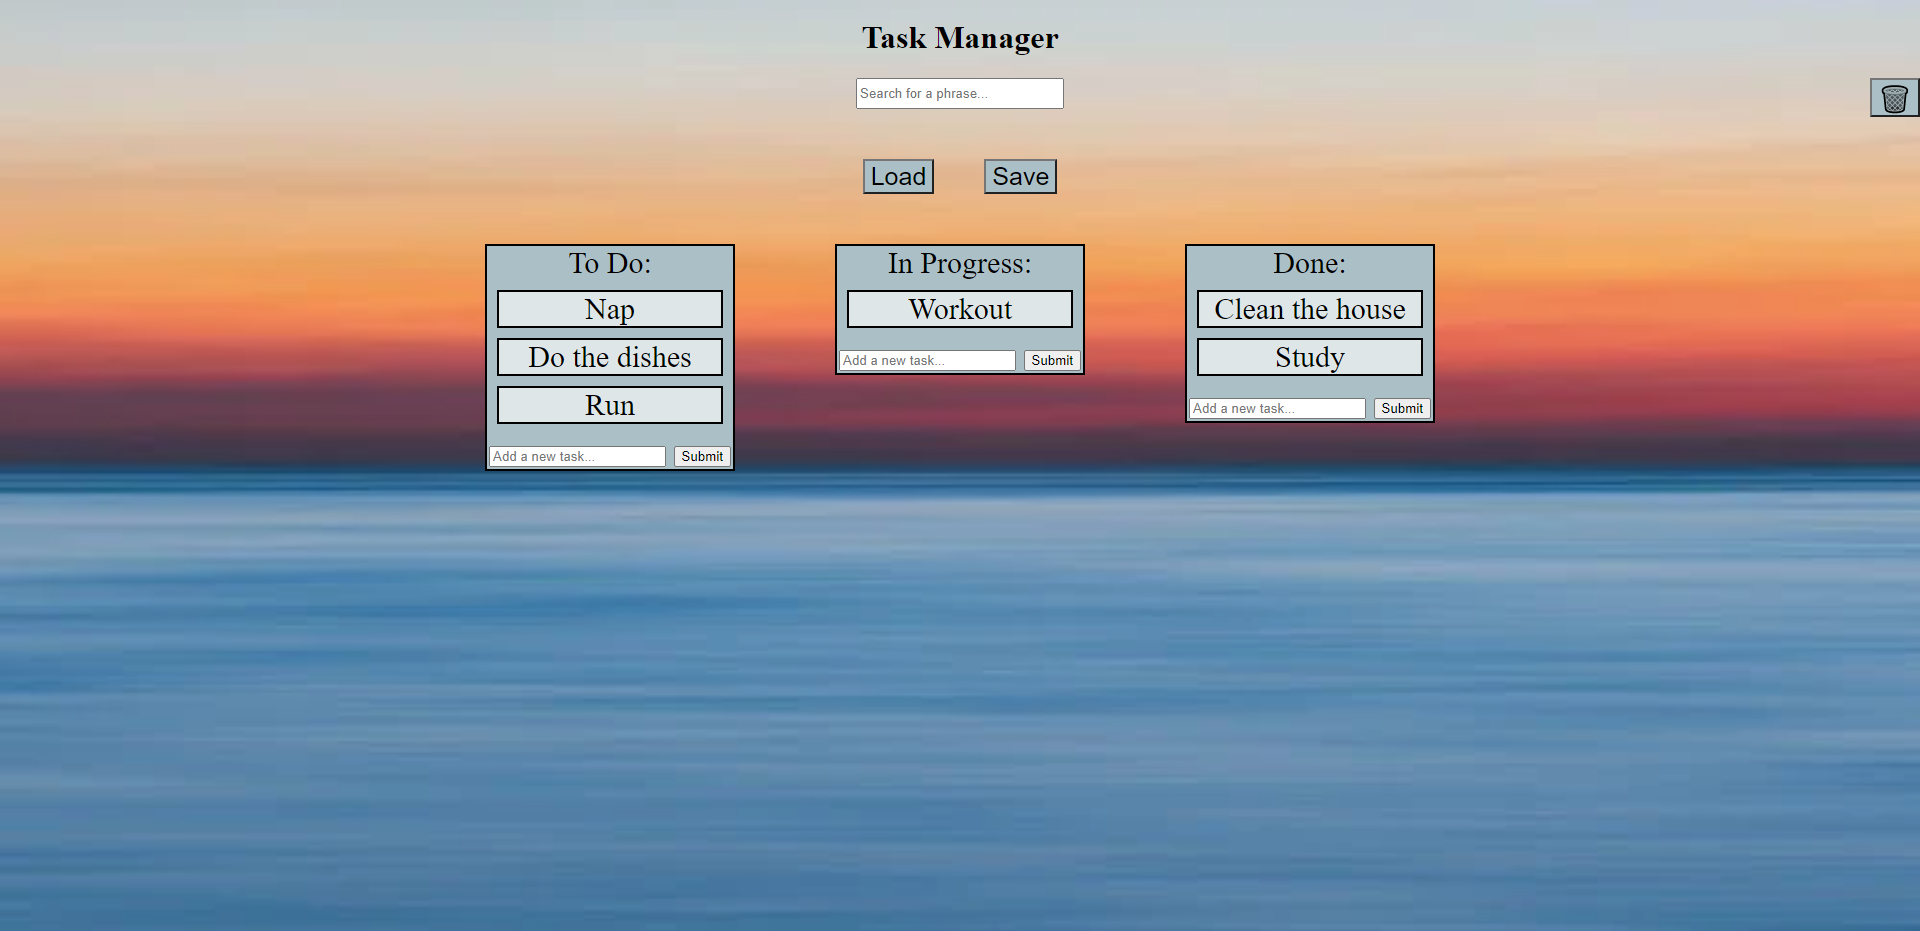 Task Manager
Search for a phrase...
Load Save
To Do:
Nap
Do the dishes
Run
Add a new task... Submit
In Progress:
Workout
Add a new task... Submit
Done:
Clean the house
Study
Add a new task... Submit